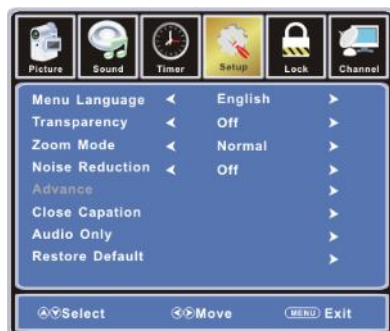 Picture Sound Timer Setup Lock Channel
Menu Language English
Transparency Off
Zoom Mode Normal
Noise Reduction Off
Advance
Close Capation
Audio Only
Restore Default
Select Move MENU Exit